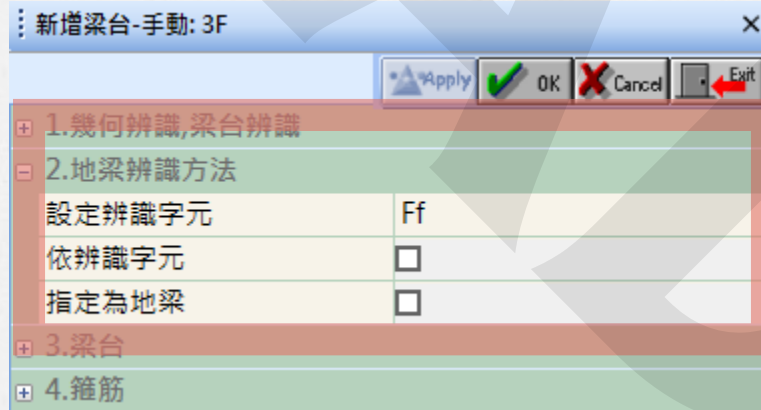 新增梁台-手動: 3F
Apply OK Cancel Exit
1.幾何辨識,梁台辨識
2.地梁辨識方法
設定辨識字元 Ff
依辨識字元
指定為地梁
3.梁台
4.箍筋